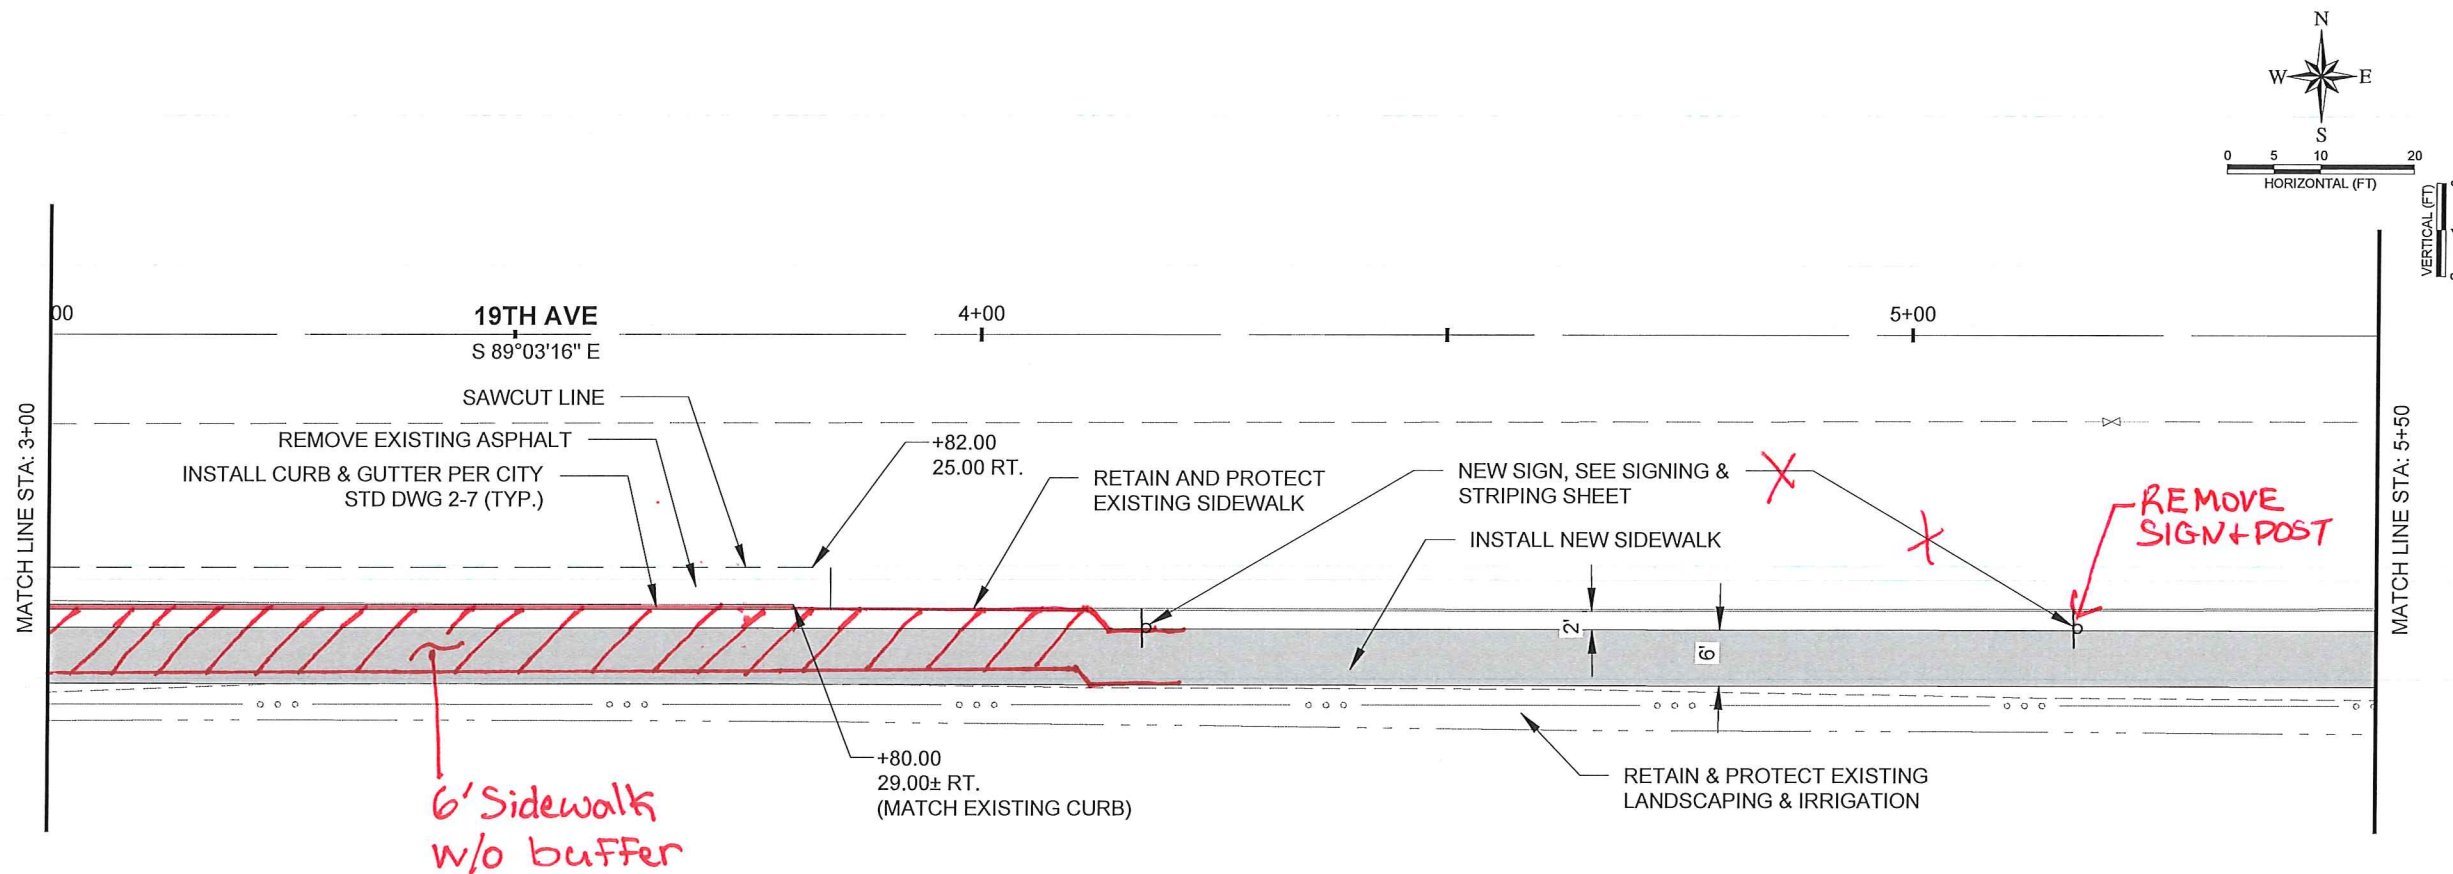 N
W E
S
0 5 10 20
HORIZONTAL (FT)
VERTICAL (FT)
MATCH LINE STA: 3+00
00
19TH AVE
S 89°03'16" E
4+00
5+00
SAWCUT LINE
REMOVE EXISTING ASPHALT
INSTALL CURB & GUTTER PER CITY
STD DWG 2-7 (TYP.)
+82.00
25.00 RT.
RETAIN AND PROTECT
EXISTING SIDEWALK
NEW SIGN, SEE SIGNING &
STRIPING SHEET
INSTALL NEW SIDEWALK
REMOVE
SIGN+POST
MATCH LINE STA: 5+50
2'
6'
+80.00
29.00± RT.
(MATCH EXISTING CURB)
RETAIN & PROTECT EXISTING
LANDSCAPING & IRRIGATION
6' Sidewalk
w/o buffer